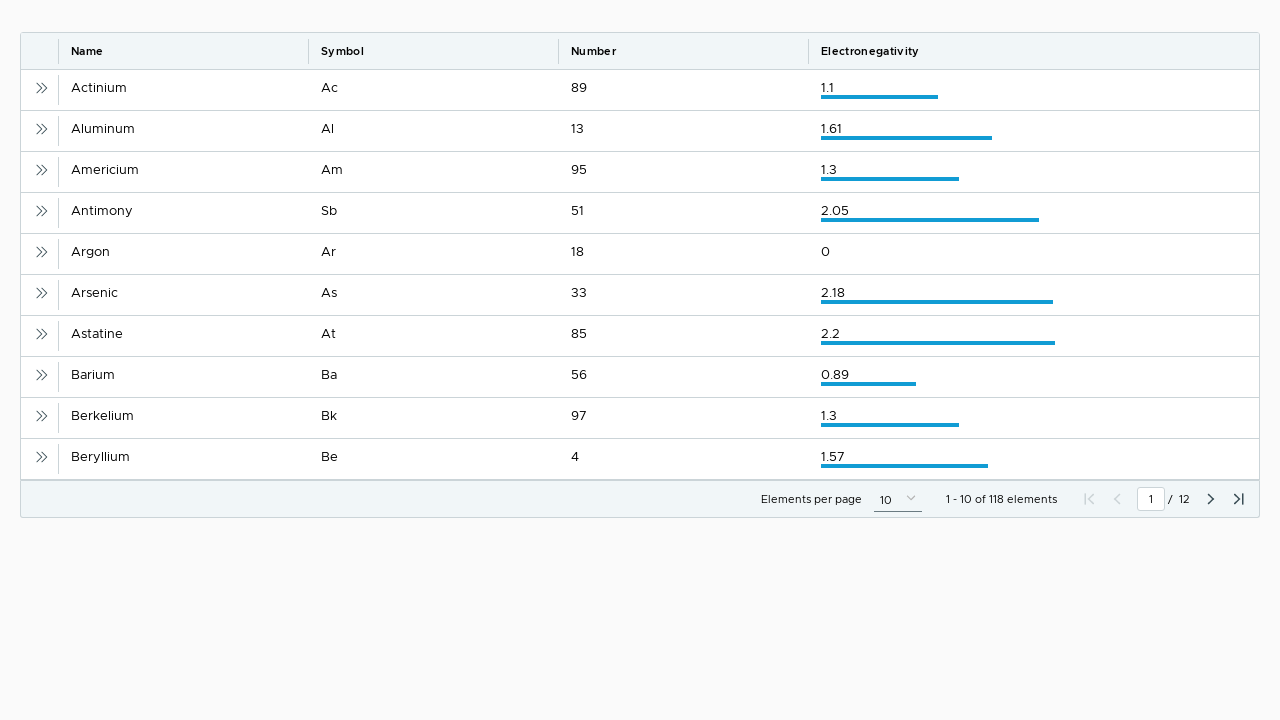 Name Symbol Number Electronegativity
Actinium Ac 89 1.1
Aluminum Al 13 1.61
Americium Am 95 1.3
Antimony Sb 51 2.05
Argon Ar 18 0
Arsenic As 33 2.18
Astatine At 85 2.2
Barium Ba 56 0.89
Berkelium Bk 97 1.3
Beryllium Be 4 1.57
Elements per page 10 1 - 10 of 118 elements 1 / 12